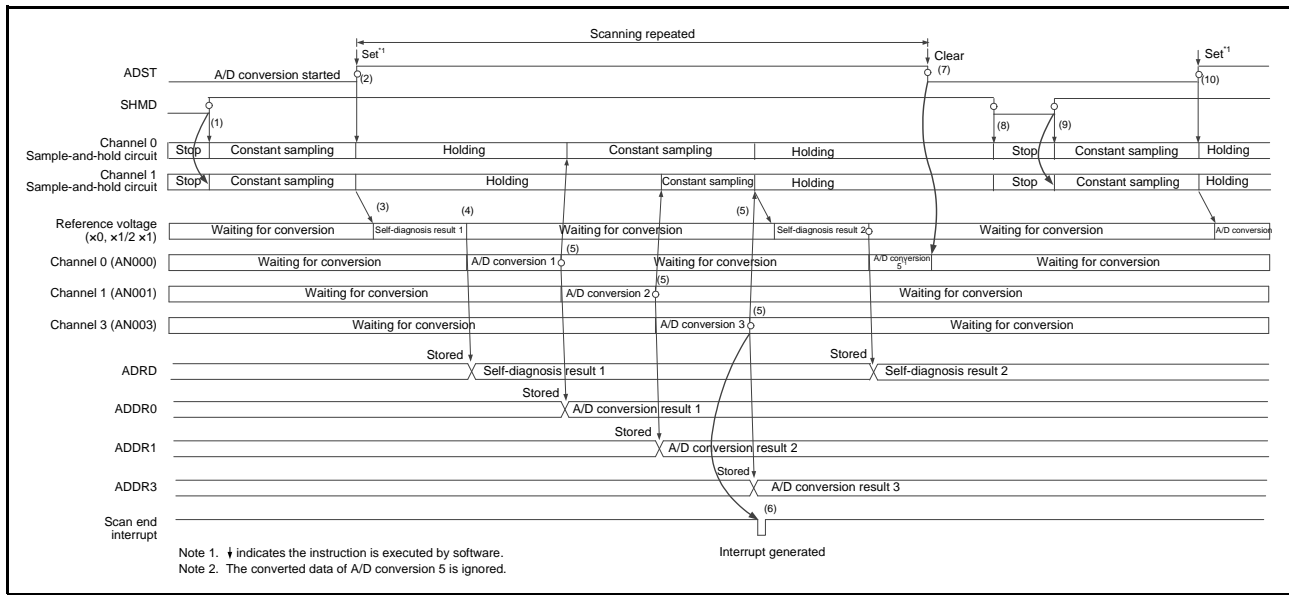 Scanning repeated
Set*1
Clear
Set*1
ADST
A/D conversion started
(2)
(7)
(10)
SHMD
(1)
(8)
(9)
Channel 0
Sample-and-hold circuit
Stop
Constant sampling
Holding
Constant sampling
Holding
Stop
Constant sampling
Holding
Channel 1
Sample-and-hold circuit
Stop
Constant sampling
Holding
Constant sampling
Holding
Stop
Constant sampling
Holding
(3)
(4)
(5)
Reference voltage
(×0, ×1/2 ×1)
Waiting for conversion
Self-diagnosis result 1
Waiting for conversion
Self-diagnosis result 2
Waiting for conversion
A/D conversion
(5)
Channel 0 (AN000)
Waiting for conversion
A/D conversion 1
Waiting for conversion
A/D conversion
5
Waiting for conversion
(5)
Channel 1 (AN001)
Waiting for conversion
A/D conversion 2
Waiting for conversion
(5)
Channel 3 (AN003)
Waiting for conversion
A/D conversion 3
Waiting for conversion
Stored
Stored
ADRD
Self-diagnosis result 1
Self-diagnosis result 2
Stored
ADDR0
A/D conversion result 1
Stored
ADDR1
A/D conversion result 2
Stored
ADDR3
A/D conversion result 3
Scan end
interrupt
(6)
Note 1. indicates the instruction is executed by software.
Interrupt generated
Note 2. The converted data of A/D conversion 5 is ignored.